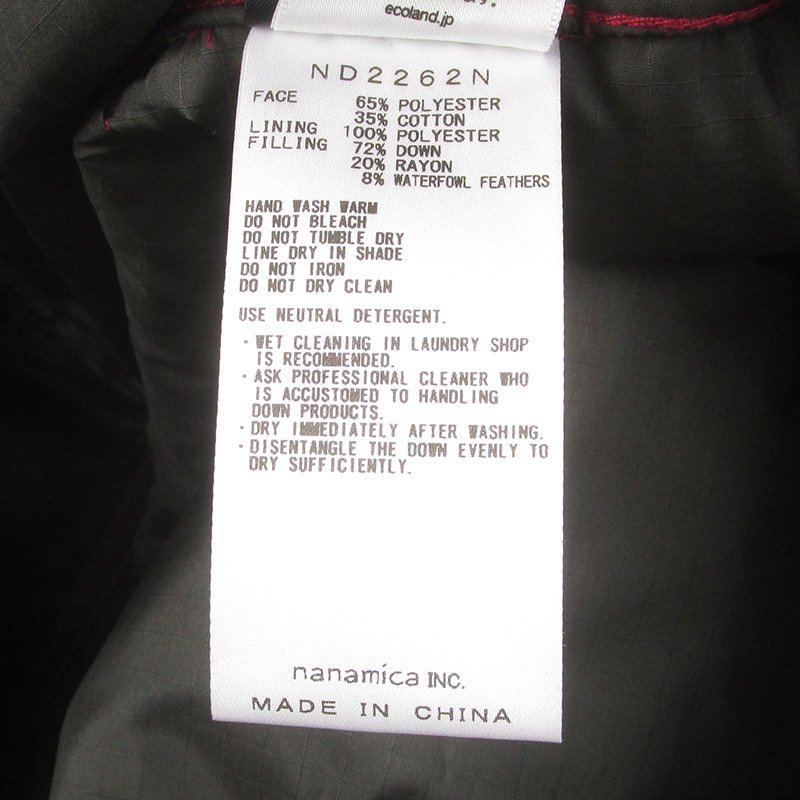 ecoland.jp
ND2262N
FACE 65% POLYESTER
35% COTTON
LINING 100% POLYESTER
FILLING 72% DOWN
20% RAYON
8% WATERFOWL FEATHERS
HAND WASH WARM
DO NOT BLEACH
DO NOT TUMBLE DRY
LINE DRY IN SHADE
DO NOT IRON
DO NOT DRY CLEAN
USE NEUTRAL DETERGENT.
・WET CLEANING IN LAUNDRY SHOP
IS RECOMMENDED.
・ASK PROFESSIONAL CLEANER WHO
IS ACCUSTOMED TO HANDLING
DOWN PRODUCTS.
・DRY IMMEDIATELY AFTER WASHING.
・DISENTANGLE THE DOWN EVENLY TO
DRY SUFFICIENTLY.
nanamica INC.
MADE IN CHINA